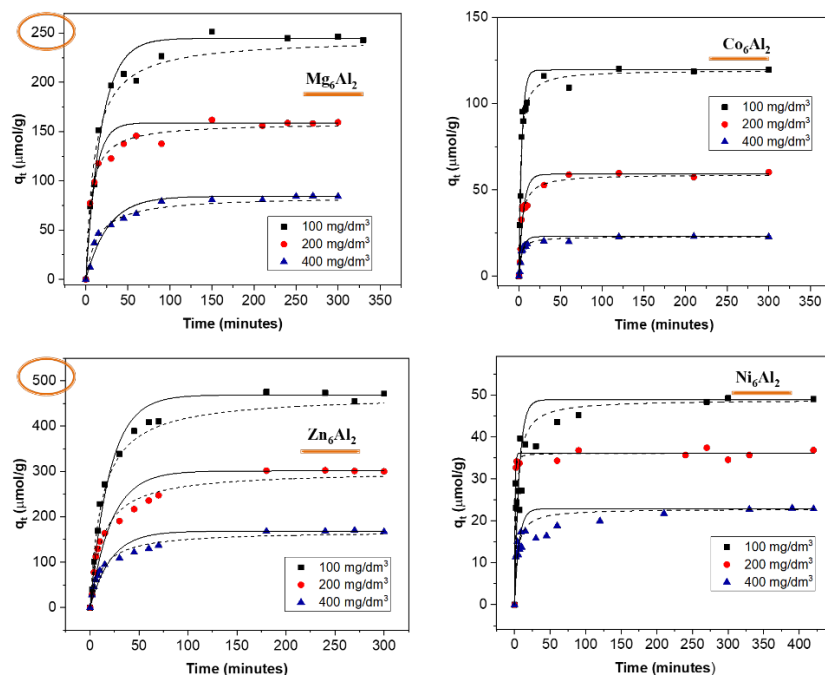 250
200
150
100
50
0
q_t (μmol/g)
Mg₆Al₂
100 mg/dm³
200 mg/dm³
400 mg/dm³
0 50 100 150 200 250 300 350
Time (minutes)
150
100
50
0
q_t (μmol/g)
Co₆Al₂
100 mg/dm³
200 mg/dm³
400 mg/dm³
0 50 100 150 200 250 300 350
Time (minutes)
500
400
300
200
100
0
q_t (μmol/g)
Zn₆Al₂
100 mg/dm³
200 mg/dm³
400 mg/dm³
0 50 100 150 200 250 300
Time (minutes)
50
40
30
20
10
0
q_t (μmol/g)
Ni₆Al₂
100 mg/dm³
200 mg/dm³
400 mg/dm³
0 50 100 150 200 250 300 350 400
Time (minutes)